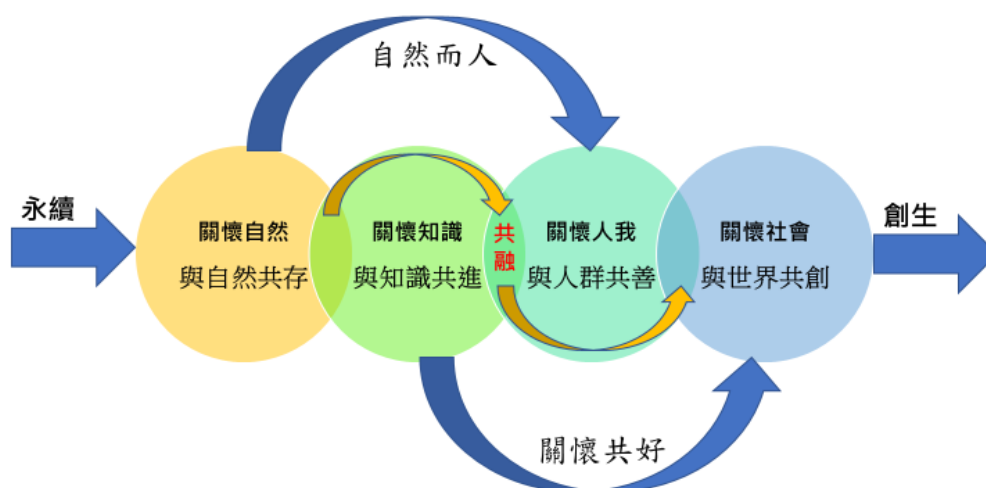 自然而人
永續
關懷自然
與自然共存
關懷知識
與知識共進
共融
關懷人我
與人群共善
關懷社會
與世界共創
創生
關懷共好